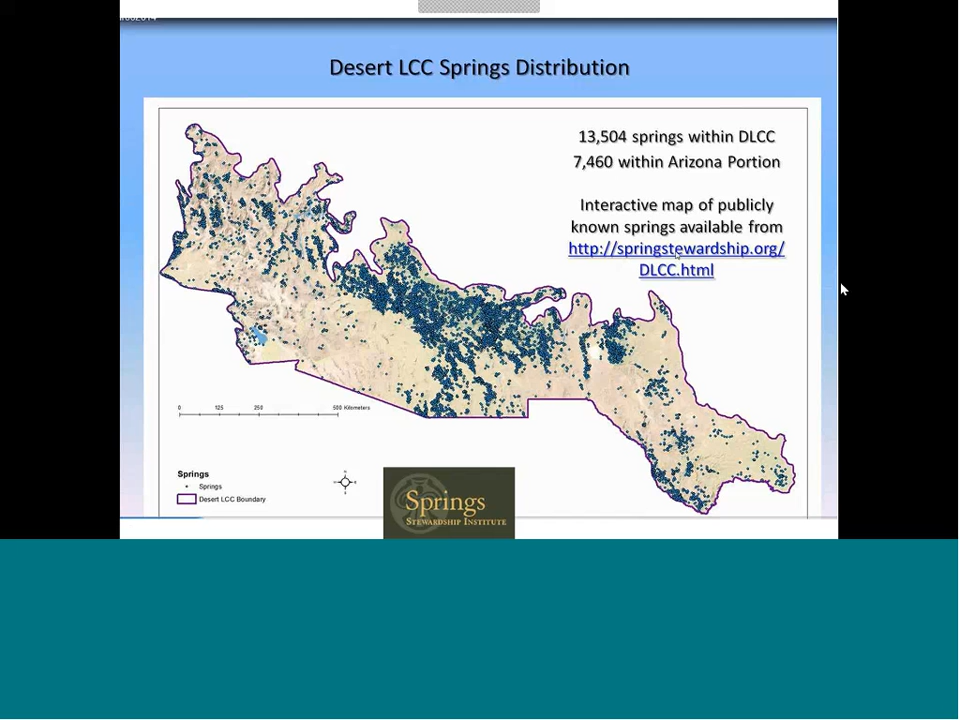 Desert LCC Springs Distribution
13,504 springs within DLCC
7,460 within Arizona Portion
Interactive map of publicly
known springs available from
http://springstewardship.org/
DLCC.html
0 125 250 500 Kilometers
Springs
Springs
Desert LCC Boundary
Springs
STEWARDSHIP INSTITUTE